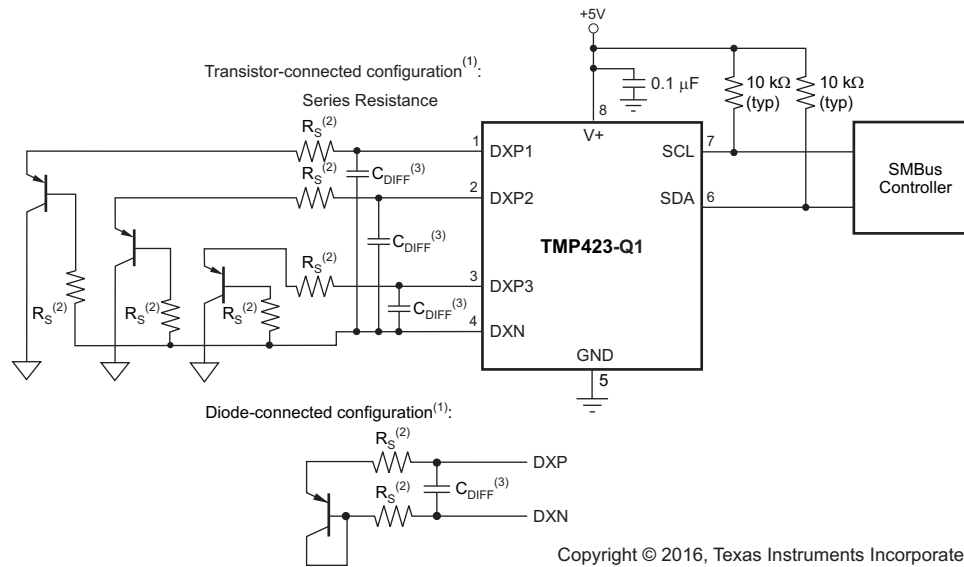 +5V
Transistor-connected configuration(1):
Series Resistance
0.1 μF
10 kΩ
(typ)
10 kΩ
(typ)
RS(2)
1
DXP1
CDIFF(3)
RS(2)
2
DXP2
CDIFF(3)
RS(2)
3
DXP3
CDIFF(3)
4
DXN
RS(2)
RS(2)
RS(2)
8
V+
SCL
7
SDA
6
TMP423-Q1
GND
5
SMBus
Controller
Diode-connected configuration(1):
RS(2)
DXP
CDIFF(3)
RS(2)
DXN
Copyright © 2016, Texas Instruments Incorporate